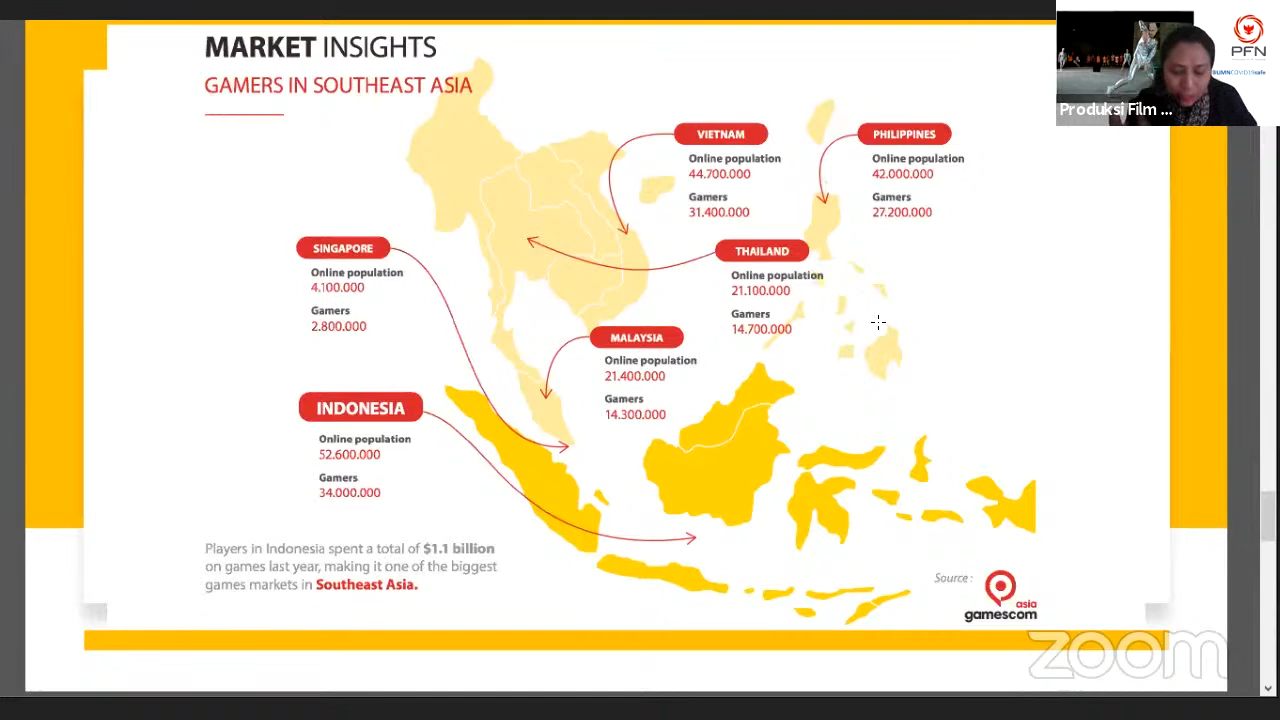 MARKET INSIGHTS
GAMERS IN SOUTHEAST ASIA
VIETNAM
Online population
44.700.000
Gamers
31.400.000
PHILIPPINES
Online population
42.000.000
Gamers
27.200.000
SINGAPORE
Online population
4.100.000
Gamers
2.800.000
THAILAND
Online population
21.100.000
Gamers
14.700.000
MALAYSIA
Online population
21.400.000
Gamers
14.300.000
INDONESIA
Online population
52.600.000
Gamers
34.000.000
Players in Indonesia spent a total of $1.1 billion
on games last year, making it one of the biggest
games markets in Southeast Asia.
Source :
asia
gamescom
zoom
Produksi Film ...
PFN
BUMNCOVID19safe